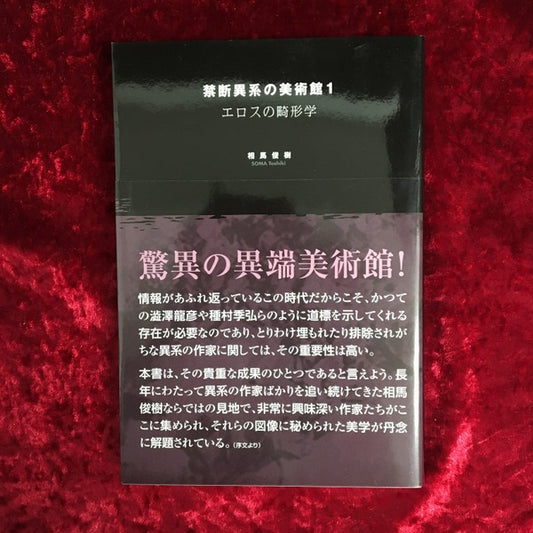 禁断異系の美術館1
エロスの畸形学
相馬俊樹
SOMA Toshiki
驚異の異端美術館!
情報があふれ返っているこの時代だからこそ、かつて
の澁澤龍彦や種村季弘らのように道標を示してくれる
存在が必要なのであり、とりわけ埋もれたり排除されが
ちな異系の作家に関しては、その重要性は高い。
本書は、その貴重な成果のひとつであると言えよう。長
年にわたって異系の作家ばかりを追い続けてきた相馬
俊樹ならではの見地で、非常に興味深い作家たちがこ
こに集められ、それらの図像に秘められた美学が丹念
に解題されている。(序文より)